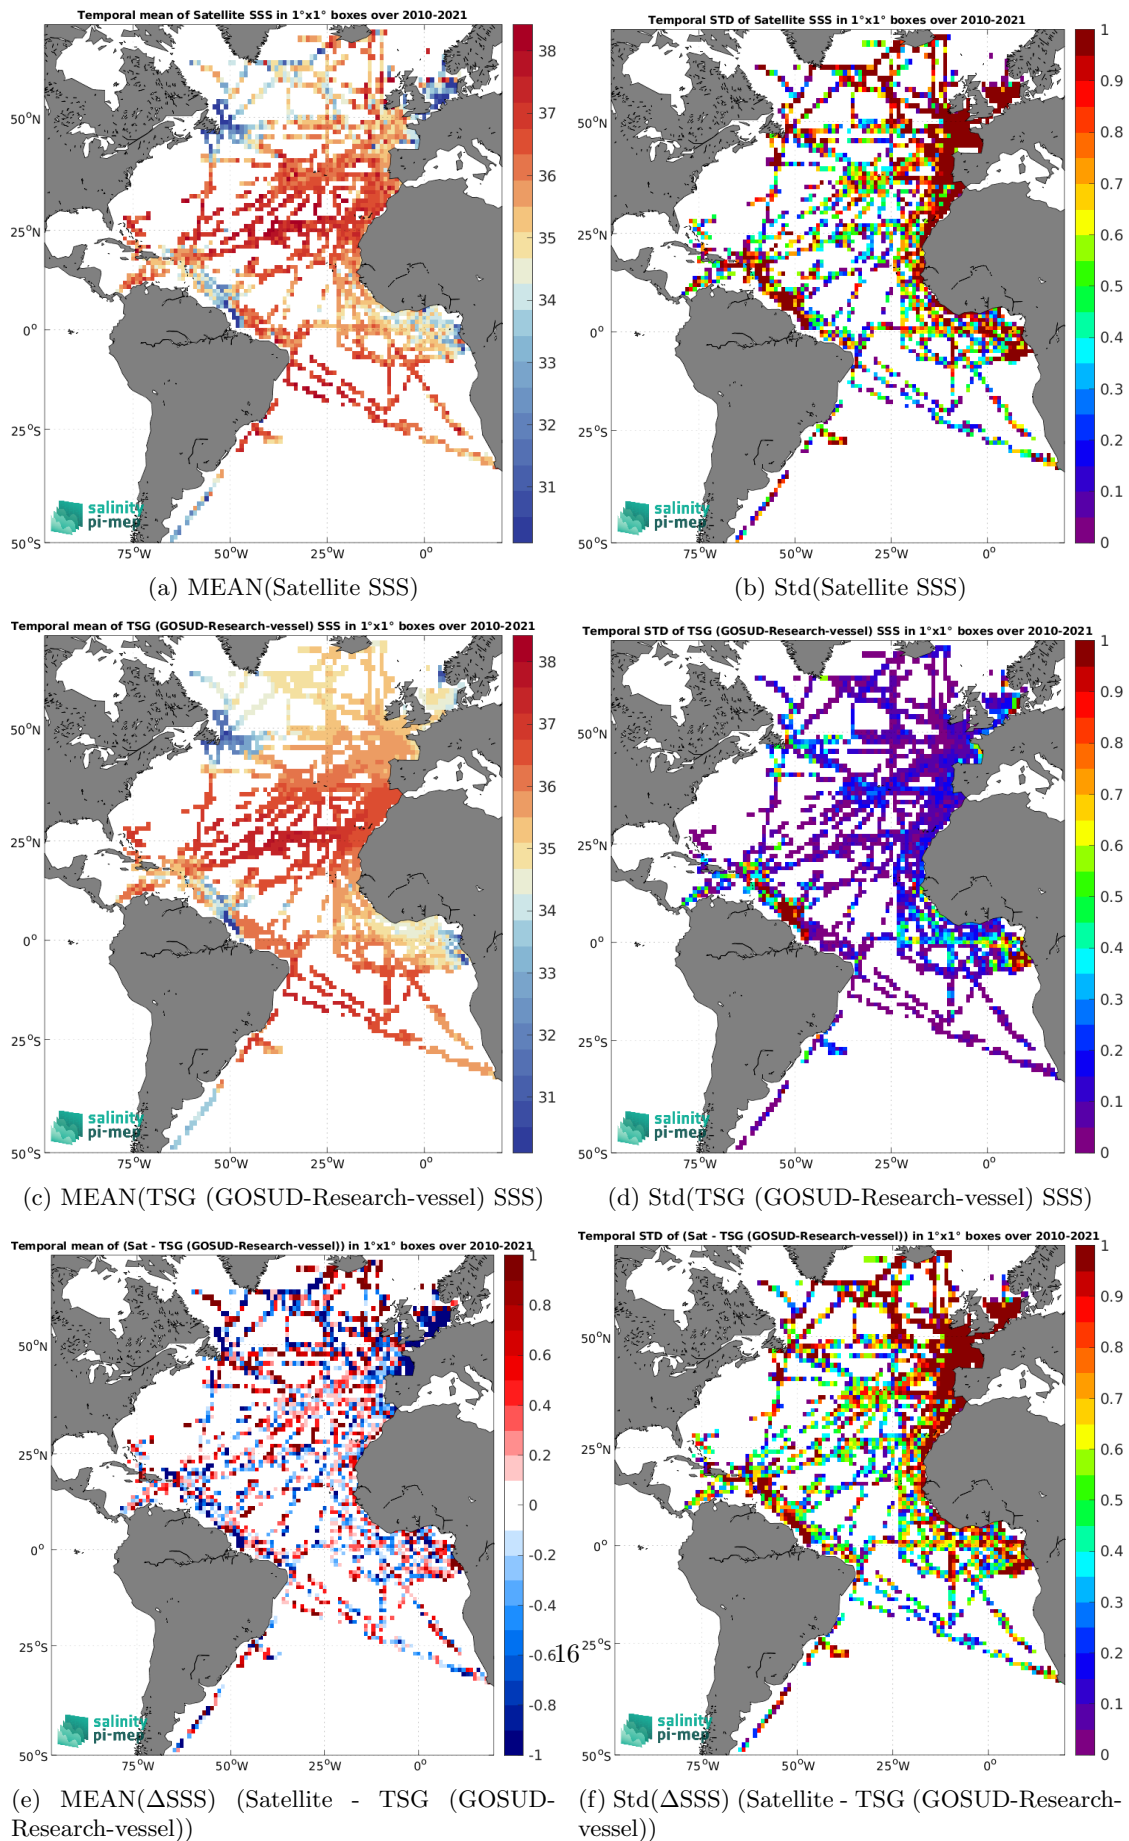 Temporal mean of Satellite SSS in 1°x1° boxes over 2010-2021
38
37
36
35
34
33
32
31
50°N
25°N
0°
25°S
50°S
75°W
50°W
25°W
0°
salinity
pi-mep
(a) MEAN(Satellite SSS)
Temporal STD of Satellite SSS in 1°x1° boxes over 2010-2021
1
0.9
0.8
0.7
0.6
0.5
0.4
0.3
0.2
0.1
0
50°N
25°N
0°
25°S
50°S
75°W
50°W
25°W
0°
salinity
pi-mep
(b) Std(Satellite SSS)
Temporal mean of TSG (GOSUD-Research-vessel) SSS in 1°x1° boxes over 2010-2021
38
37
36
35
34
33
32
31
50°N
25°N
0°
25°S
50°S
75°W
50°W
25°W
0°
salinity
pi-mep
(c) MEAN(TSG (GOSUD-Research-vessel) SSS)
Temporal STD of TSG (GOSUD-Research-vessel) SSS in 1°x1° boxes over 2010-2021
1
0.9
0.8
0.7
0.6
0.5
0.4
0.3
0.2
0.1
0
50°N
25°N
0°
25°S
50°S
75°W
50°W
25°W
0°
salinity
pi-mep
(d) Std(TSG (GOSUD-Research-vessel) SSS)
Temporal mean of (Sat - TSG (GOSUD-Research-vessel)) in 1°x1° boxes over 2010-2021
1
0.8
0.6
0.4
0.2
0
-0.2
-0.4
-0.6
-0.8
-1
50°N
25°N
0°
25°S
50°S
75°W
50°W
25°W
0°
salinity
pi-mep
(e) MEAN(ΔSSS) (Satellite - TSG (GOSUD-
Research-vessel))
Temporal STD of (Sat - TSG (GOSUD-Research-vessel)) in 1°x1° boxes over 2010-2021
1
0.9
0.8
0.7
0.6
0.5
0.4
0.3
0.2
0.1
0
50°N
25°N
0°
25°S
50°S
75°W
50°W
25°W
0°
salinity
pi-mep
(f) Std(ΔSSS) (Satellite - TSG (GOSUD-Research-
vessel))
16